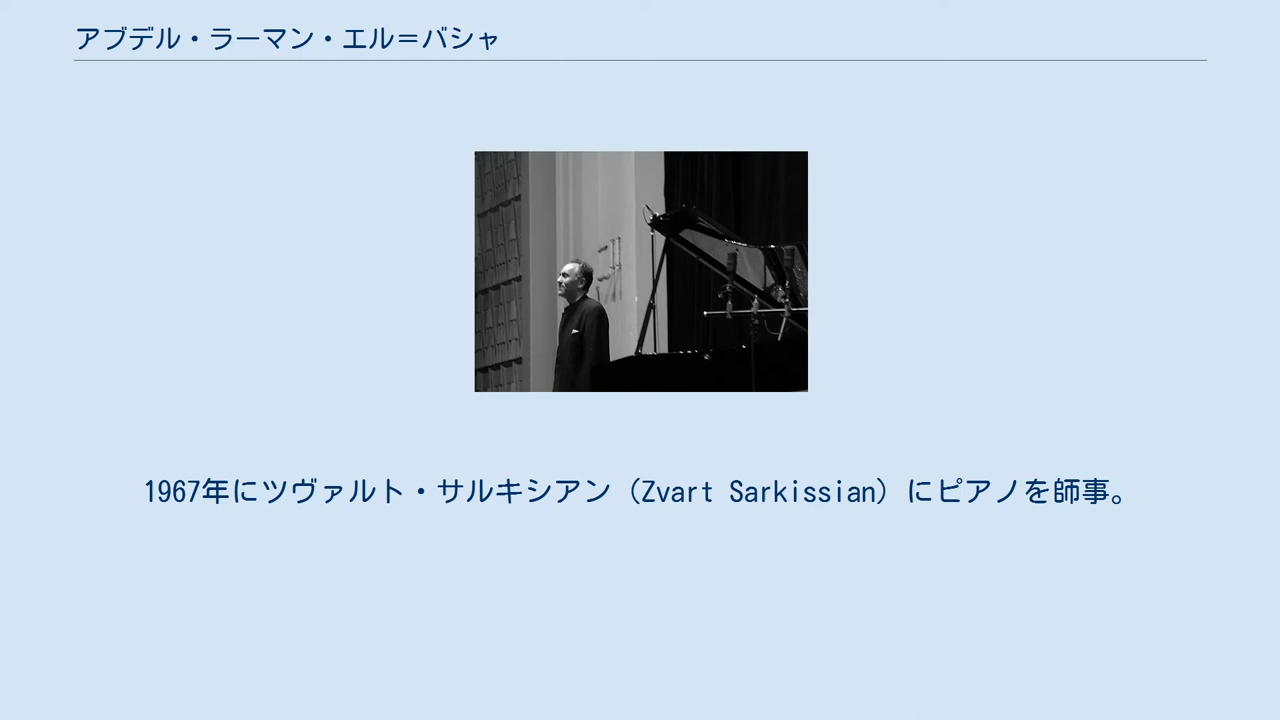 アブデル・ラーマン・エル＝バシャ
1967年にツヴァルト・サルキシアン（Zvart Sarkissian）にピアノを師事。